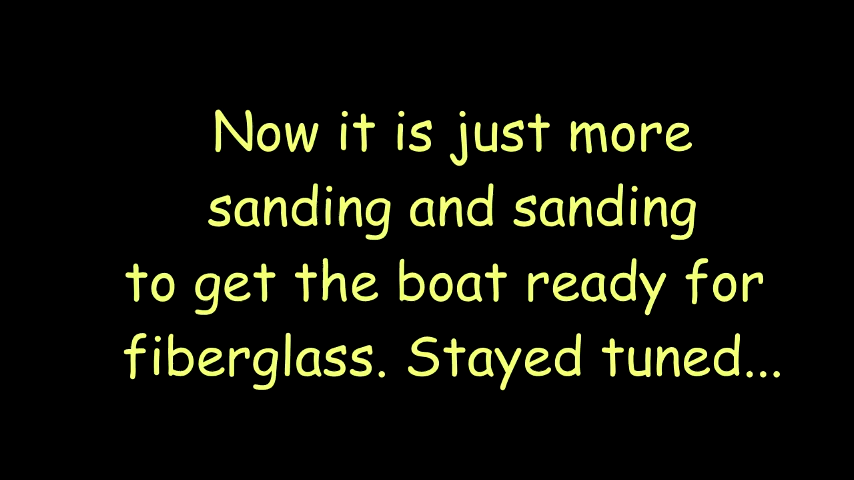 Now it is just more
sanding and sanding
to get the boat ready for
fiberglass. Stayed tuned...